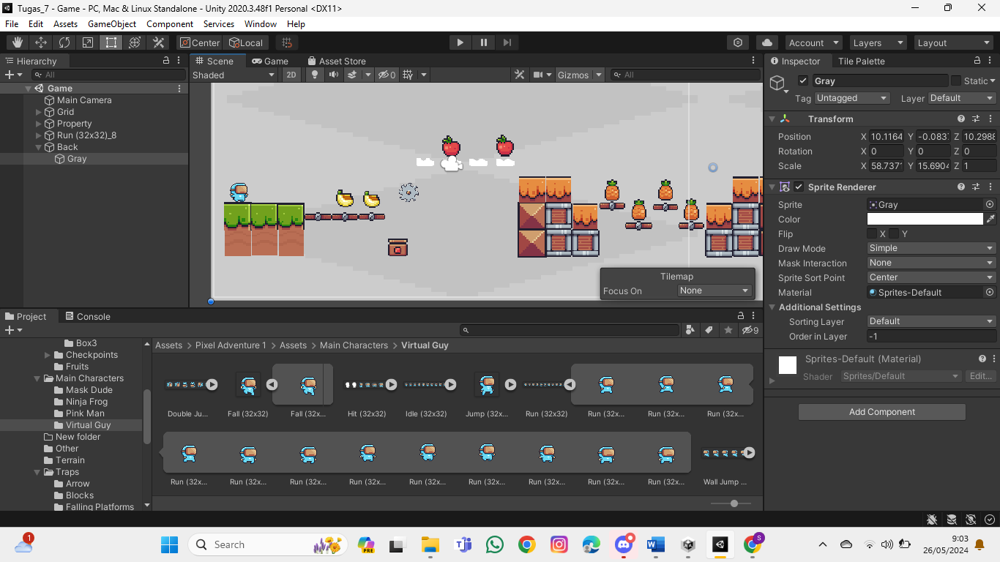 Tugas_7 - Game - PC, Mac & Linux Standalone - Unity 2020.3.48f1 Personal <DX11>
File Edit Assets GameObject Component Services Window Help
Center Local Account Layers Layout
Hierarchy
All
Game
Main Camera
Grid
Property
Run (32x32)_8
Back
Gray
Scene Game Asset Store
Shaded 2D 0 Gizmos All
Tilemap
Focus On None
Inspector Tile Palette
Gray Static
Tag Untagged Layer Default
Transform
Position X 10.1164 Y -0.083 Z 10.298
Rotation X 0 Y 0 Z 0
Scale X 58.737 Y 15.690 Z 1
Sprite Renderer
Sprite Gray
Color
Flip X Y
Draw Mode Simple
Mask Interaction None
Sprite Sort Point Center
Material Sprites-Default
Additional Settings
Sorting Layer Default
Order in Layer -1
Sprites-Default (Material)
Shader Sprites/Default Edit...
Add Component
Project Console
9
Box3
Checkpoints
Fruits
Main Characters
Mask Dude
Ninja Frog
Pink Man
Virtual Guy
New folder
Other
Terrain
Traps
Arrow
Blocks
Falling Platforms
Assets > Pixel Adventure 1 > Assets > Main Characters > Virtual Guy
Double Ju... Fall (32x32) Fall (32x... Hit (32x32) Idle (32x32) Jump (32x... Run (32x32) Run (32x... Run (32x... Run (32x...
Run (32x... Run (32x... Run (32x... Run (32x... Run (32x... Run (32x... Run (32x... Run (32x... Run (32x... Wall Jump ...
1
Search
PRE
S
9:03
26/05/2024